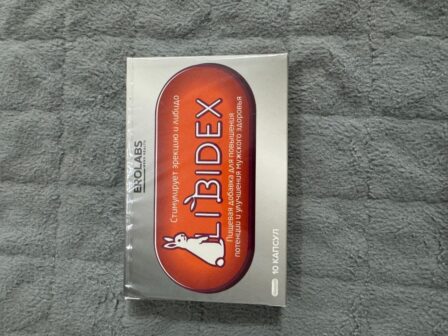 EROLABS
Стимулирует эрекцию и либидо
LIBIDEX
Пищевая добавка для повышения
потенции и улучшения мужского здоровья
10 КАПСУЛ